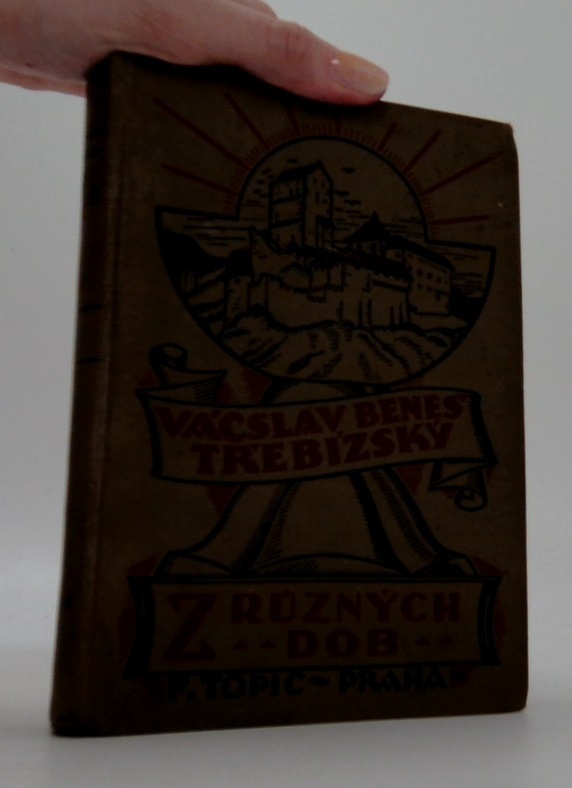 VÁCSLAV BENEŠ
TŘEBÍZSKÝ
Z RŮZNÝCH
DOB
F. TOPIČ ~ PRAHA